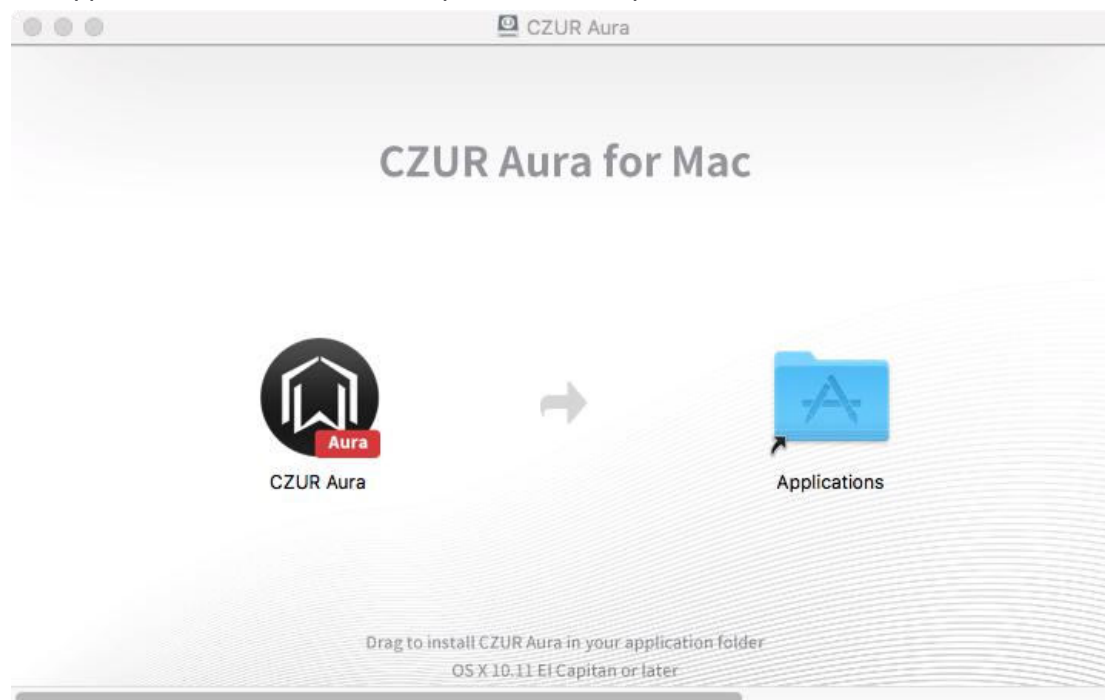 CZUR Aura
CZUR Aura for Mac
Aura
CZUR Aura
Applications
Drag to install CZUR Aura in your application folder
OS X 10.11 EI Capitan or later